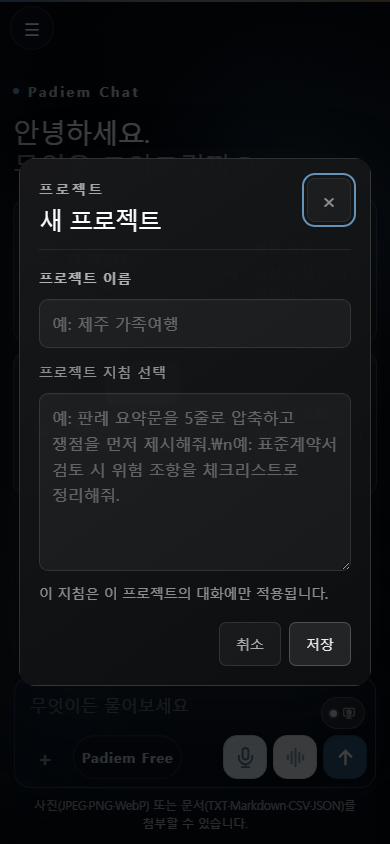 Padiem Chat
안녕하세요.
프로젝트
새 프로젝트
×
프로젝트 이름
예: 제주 가족여행
프로젝트 지침 선택
예: 판례 요약문을 5줄로 압축하고
쟁점을 먼저 제시해줘.₩n예: 표준계약서
검토 시 위험 조항을 체크리스트로
정리해줘.
이 지침은 이 프로젝트의 대화에만 적용됩니다.
취소 저장
무엇이든 물어보세요
+ Padiem Free
사진(JPEG·PNG·WebP) 또는 문서(TXT·Markdown·CSV·JSON)를
첨부할 수 있습니다.